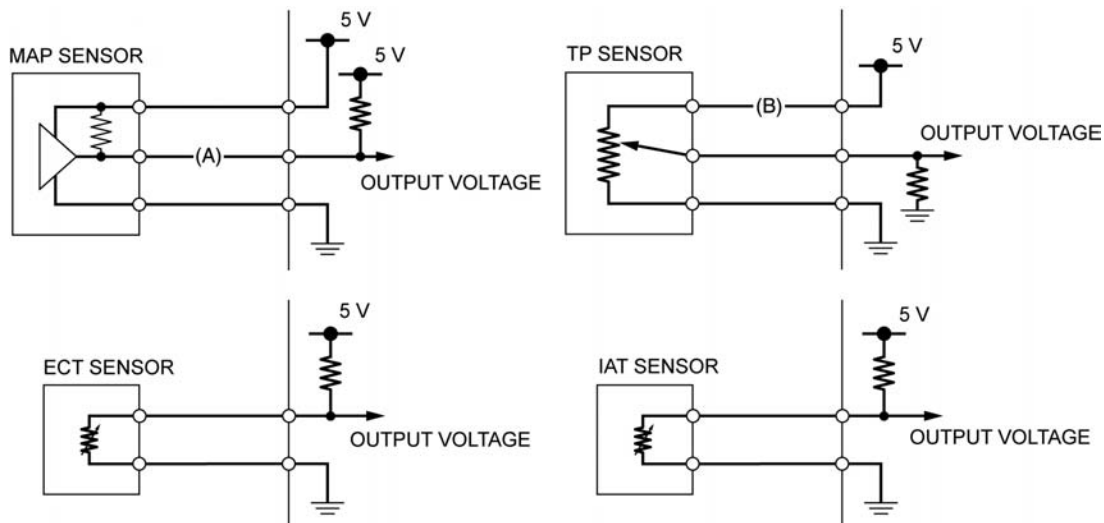 MAP SENSOR
5 V
5 V
(A)
OUTPUT VOLTAGE
TP SENSOR
5 V
(B)
OUTPUT VOLTAGE
ECT SENSOR
5 V
OUTPUT VOLTAGE
IAT SENSOR
5 V
OUTPUT VOLTAGE